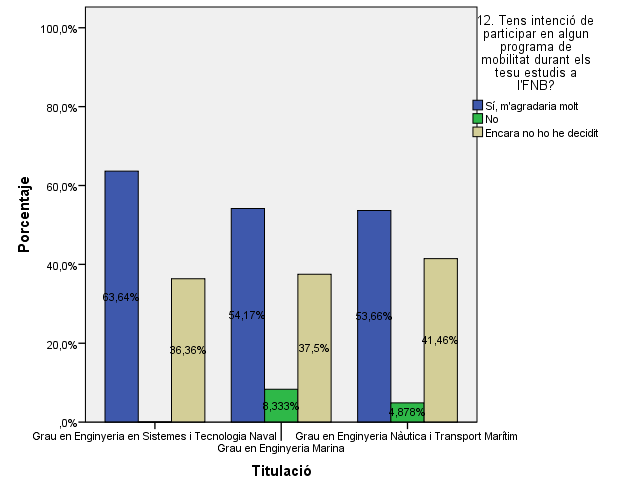 12. Tens intenció de
participar en algun
programa de
mobilitat durant els
tesu estudis a
l'FNB?
Sí, m'agradaria molt
No
Encara no ho he decidit
100,0%
80,0%
60,0%
40,0%
20,0%
,0%
Porcentaje
63,64%
36,36%
54,17%
8,333%
37,5%
53,66%
4,878%
41,46%
Grau en Enginyeria en Sistemes i Tecnologia Naval
Grau en Enginyeria Marina
Grau en Enginyeria Nàutica i Transport Marítim
Titulació